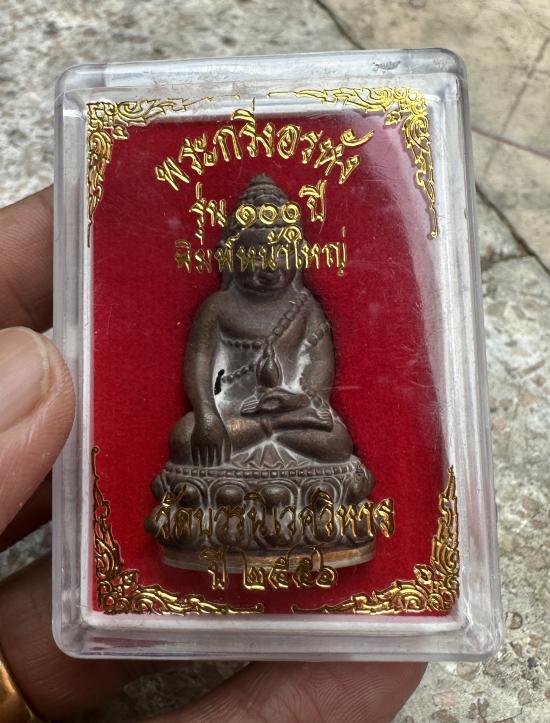 พระกริ่งอรหัง
รุ่น ๑๐๐ ปี
พิมพ์หน้าใหญ่
วัดบวรนิเวศวิหาร
ปี ๒๕๕๖